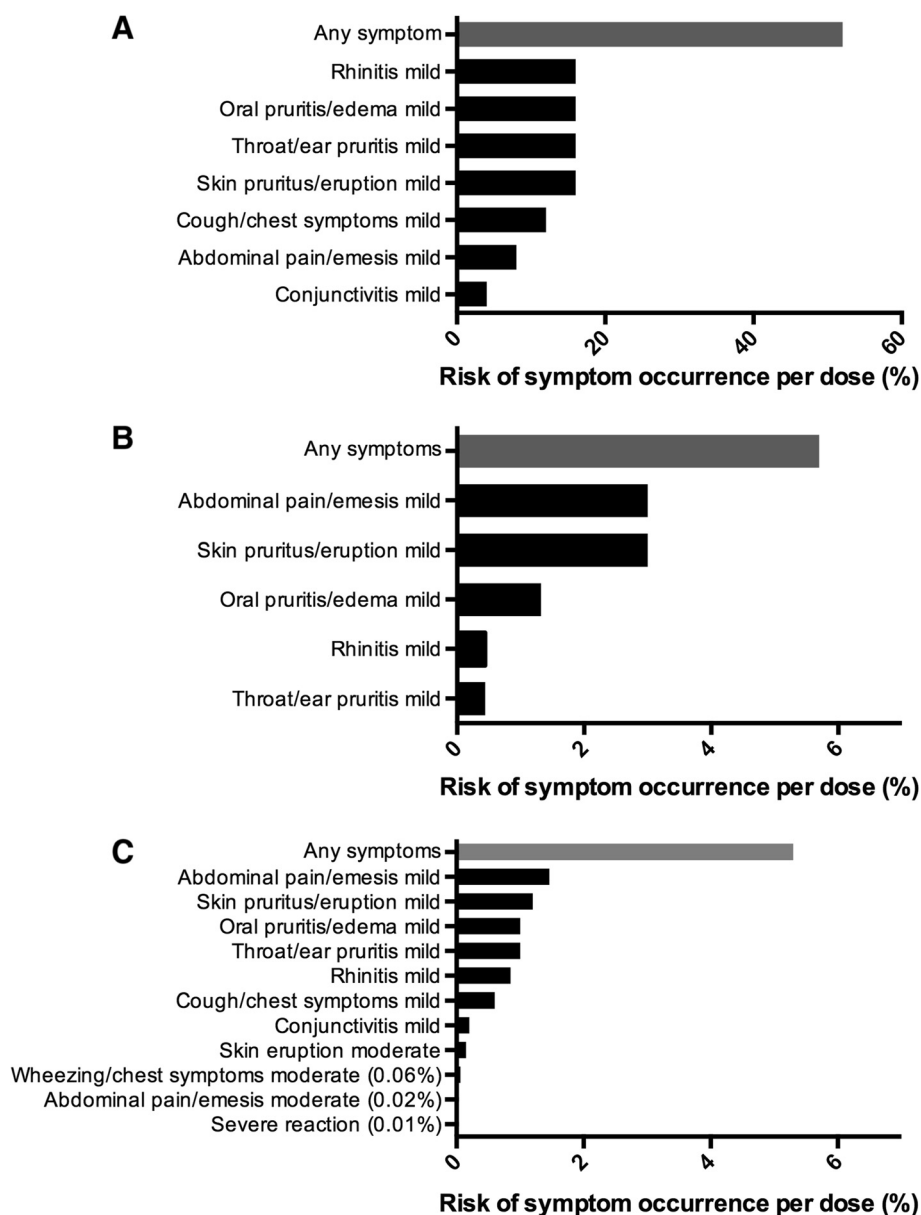 A
Any symptom
Rhinitis mild
Oral pruritis/edema mild
Throat/ear pruritis mild
Skin pruritus/eruption mild
Cough/chest symptoms mild
Abdominal pain/emesis mild
Conjunctivitis mild
0 20 40 60
Risk of symptom occurrence per dose (%)
B
Any symptoms
Abdominal pain/emesis mild
Skin pruritus/eruption mild
Oral pruritis/edema mild
Rhinitis mild
Throat/ear pruritis mild
0 2 4 6
Risk of symptom occurrence per dose (%)
C
Any symptoms
Abdominal pain/emesis mild
Skin pruritus/eruption mild
Oral pruritis/edema mild
Throat/ear pruritis mild
Rhinitis mild
Cough/chest symptoms mild
Conjunctivitis mild
Skin eruption moderate
Wheezing/chest symptoms moderate (0.06%)
Abdominal pain/emesis moderate (0.02%)
Severe reaction (0.01%)
0 2 4 6
Risk of symptom occurrence per dose (%)